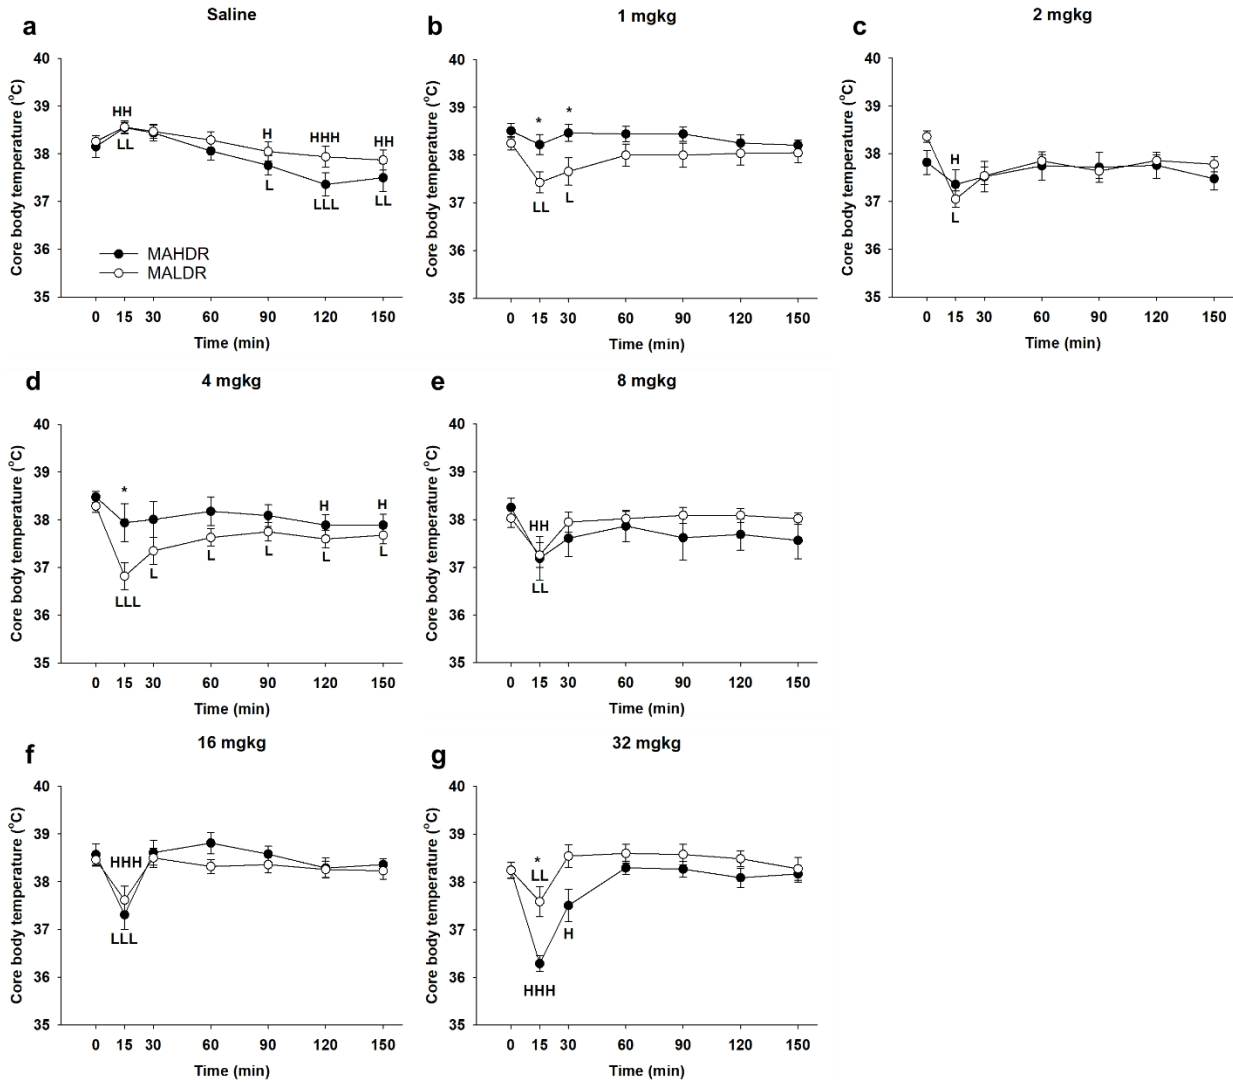 a Saline
40
39
38
37
36
35
Core body temperature (°C)
HH
LL
H
L
HHH
LLL
HH
LL
MAHDR
MALDR
0 15 30 60 90 120 150
Time (min)
b 1 mgkg
40
39
38
37
36
35
Core body temperature (°C)
* *
LL
L
0 15 30 60 90 120 150
Time (min)
c 2 mgkg
40
39
38
37
36
35
Core body temperature (°C)
H
L
0 15 30 60 90 120 150
Time (min)
d 4 mgkg
40
39
38
37
36
35
Core body temperature (°C)
*
H H
L L L L
LLL
0 15 30 60 90 120 150
Time (min)
e 8 mgkg
40
39
38
37
36
35
Core body temperature (°C)
HH
LL
0 15 30 60 90 120 150
Time (min)
f 16 mgkg
40
39
38
37
36
35
Core body temperature (°C)
HHH
LLL
0 15 30 60 90 120 150
Time (min)
g 32 mgkg
40
39
38
37
36
35
Core body temperature (°C)
*
LL
H
HHH
0 15 30 60 90 120 150
Time (min)